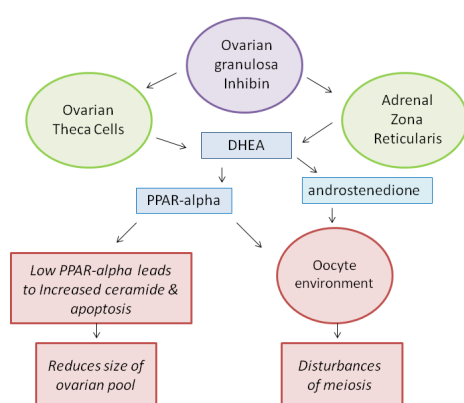 Ovarian
granulosa
Inhibin
Ovarian
Theca Cells
Adrenal
Zona
Reticularis
DHEA
PPAR-alpha
androstenedione
Low PPAR-alpha leads
to Increased ceramide &
apoptosis
Oocyte
environment
Reduces size of
ovarian pool
Disturbances
of meiosis